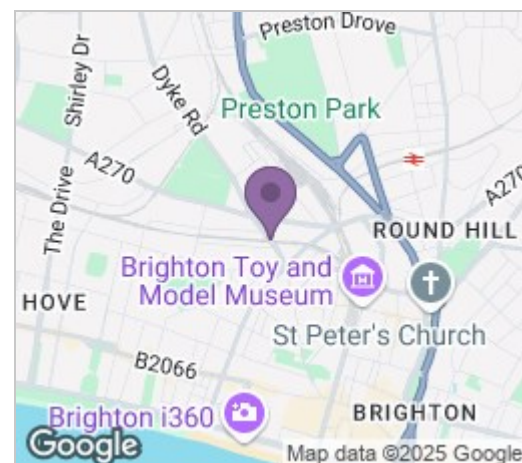 Preston Drove
Shirley Dr
Dyke Rd
Preston Park
A270
A270
The Drive
ROUND HILL
Brighton Toy and
Model Museum
HOVE
St Peter's Church
B2066
Brighton i360
BRIGHTON
Google
Map data ©2025 Google